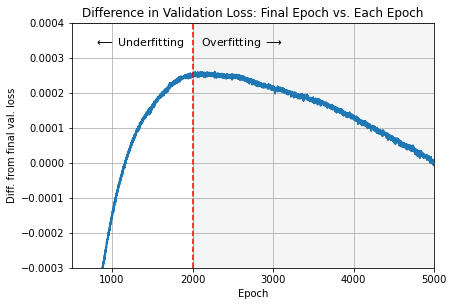 Difference in Validation Loss: Final Epoch vs. Each Epoch
0.0004
⟵ Underfitting
Overfitting ⟶
0.0003
0.0002
0.0001
0.0000
−0.0001
−0.0002
−0.0003
Diff. from final val. loss
1000
2000
3000
4000
5000
Epoch